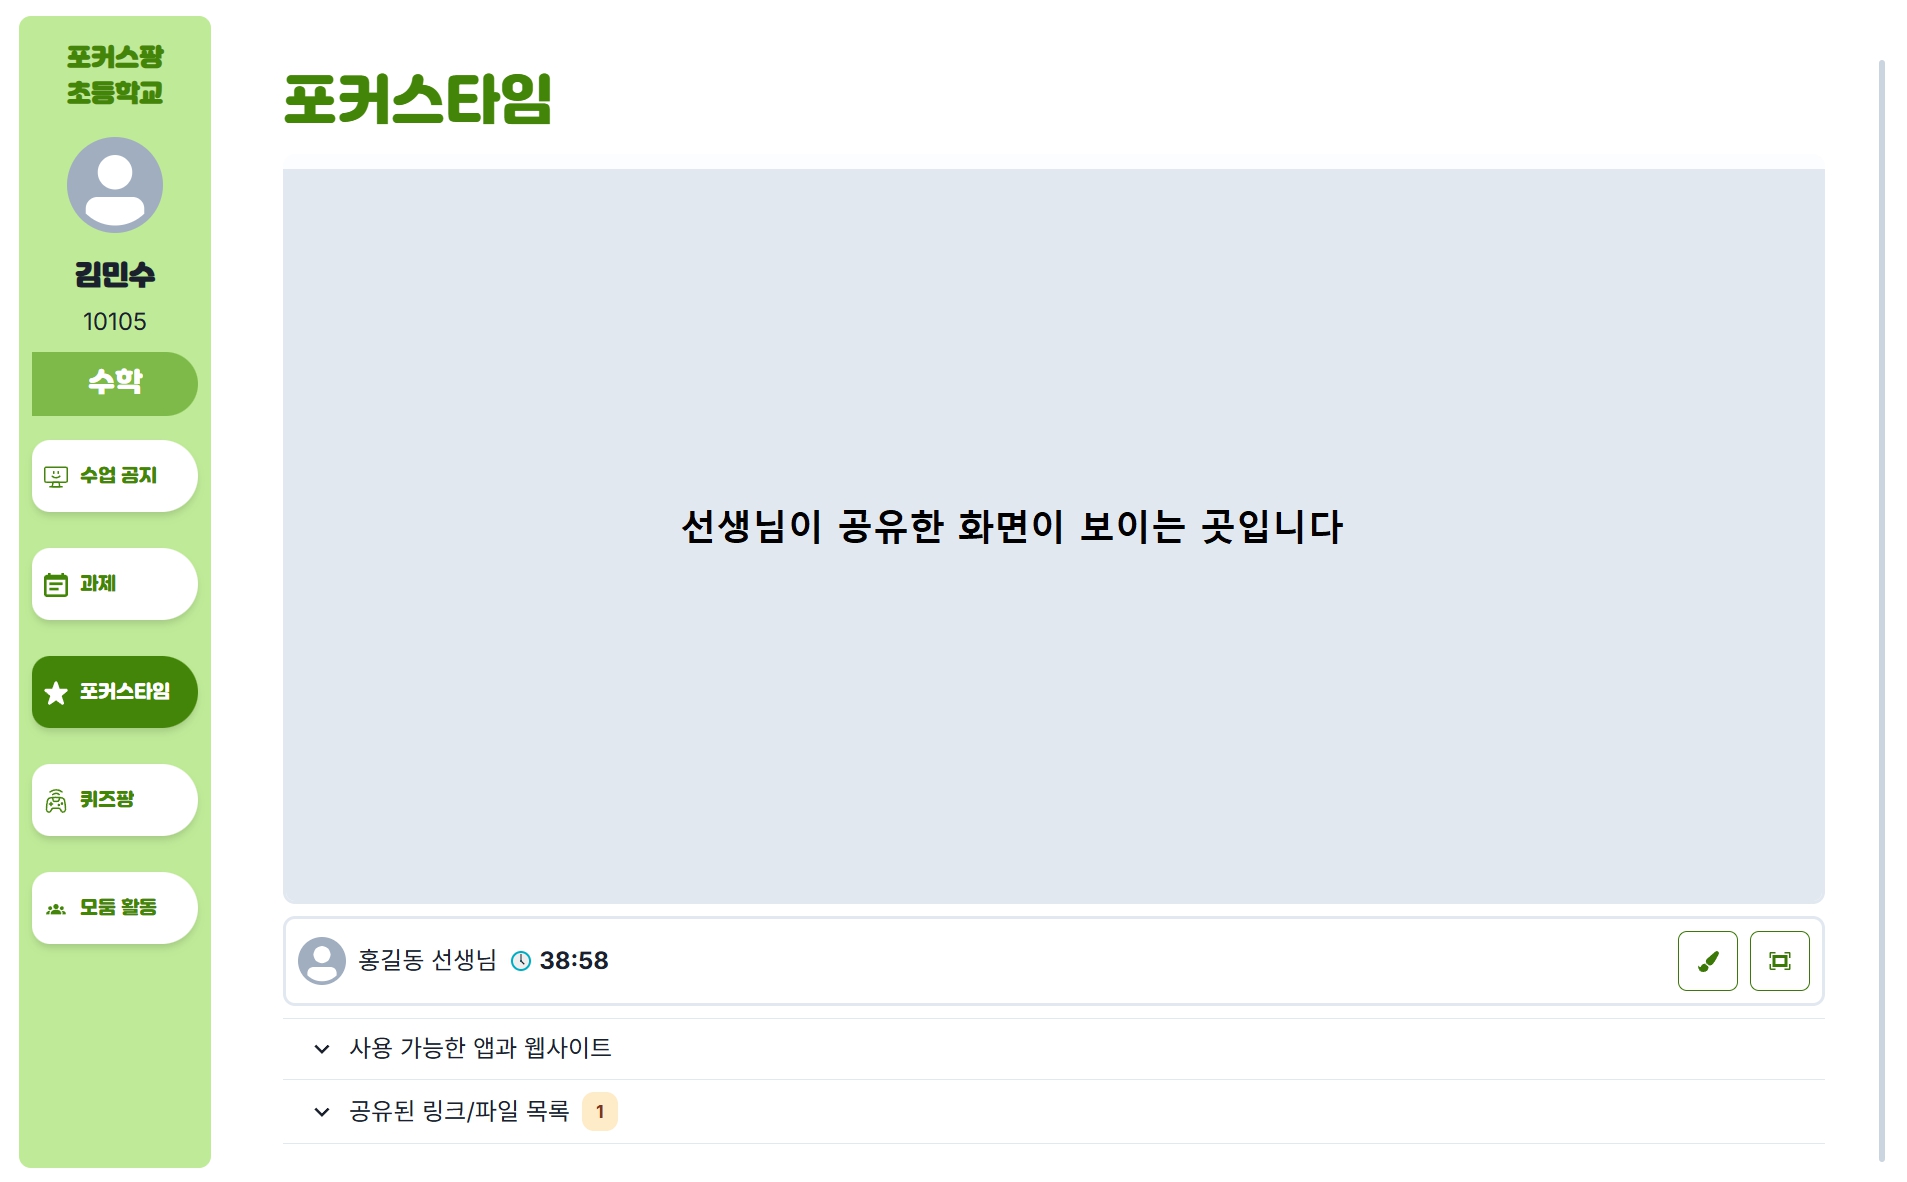 포커스팡
초등학교
김민수
10105
수학
수업 공지
과제
포커스타임
퀴즈팡
모둠 활동
포커스타임
선생님이 공유한 화면이 보이는 곳입니다
홍길동 선생님 38:58
사용 가능한 앱과 웹사이트
공유된 링크/파일 목록 1